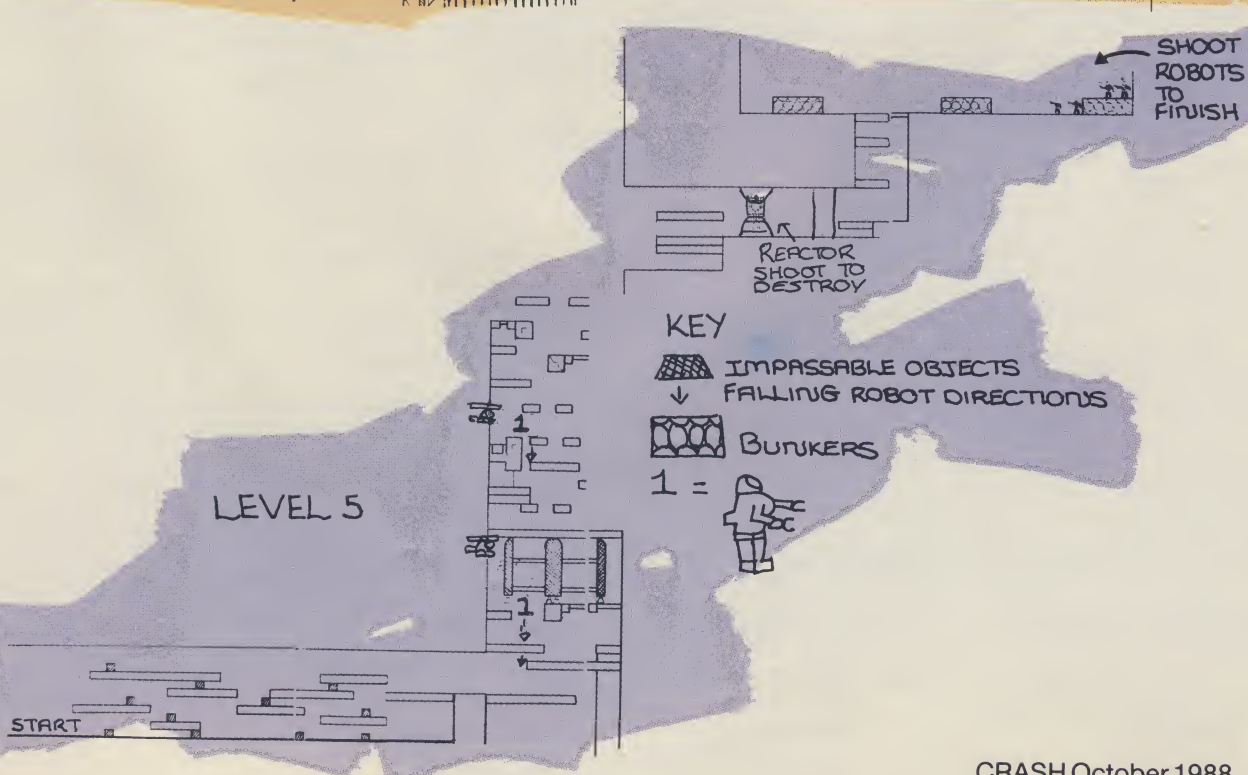 SHOOT
ROBOTS
TO
FINISH
REACTOR
SHOOT TO
DESTROY
KEY
IMPASSABLE OBJECTS
FALLING ROBOT DIRECTIONS
BUNKERS
1 =
1
LEVEL 5
1
START
CRASH October 1988